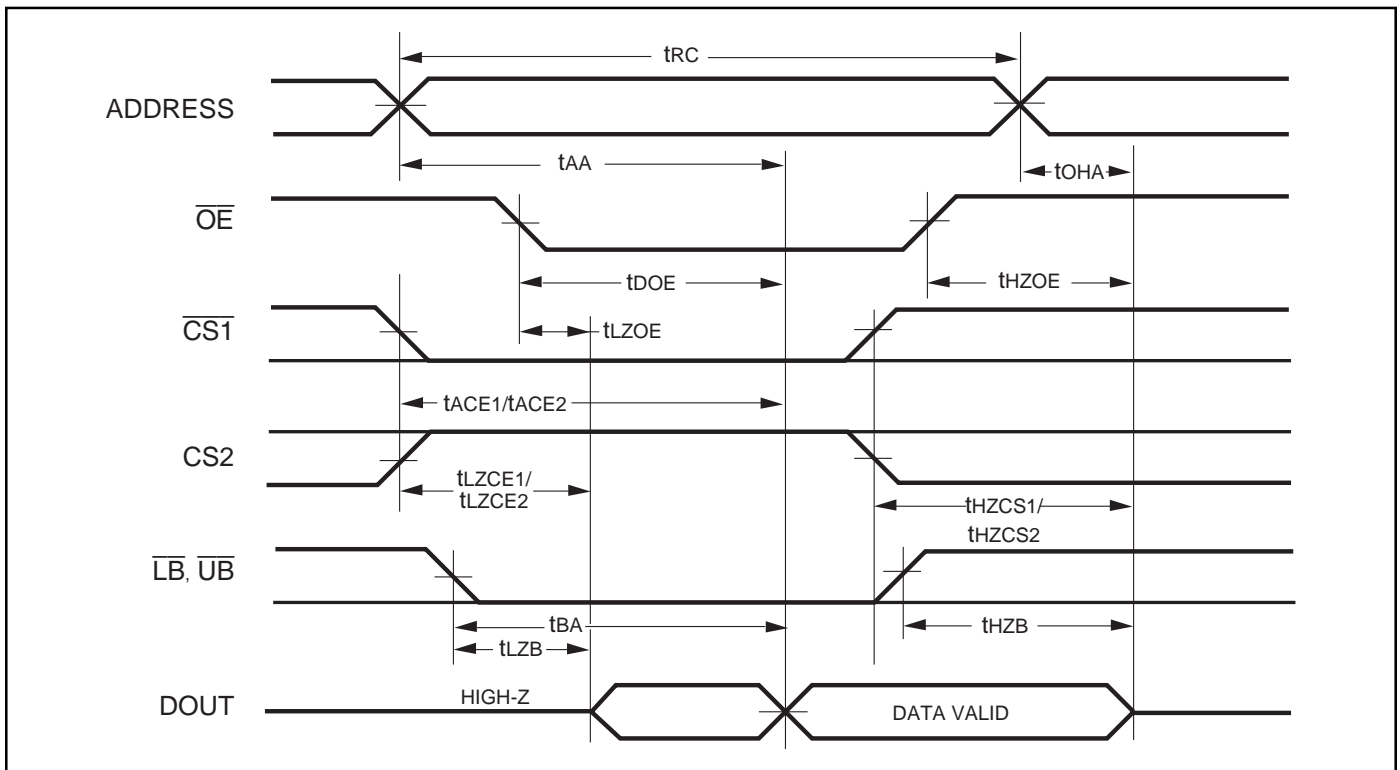 tRC
ADDRESS
tAA
tOHA
OE
tDOE
tHZOE
CS1
tLZOE
tACE1/tACE2
CS2
tLZCE1/
tLZCE2
tHZCS1/
tHZCS2
LB, UB
tBA
tHZB
tLZB
HIGH-Z
DOUT
DATA VALID